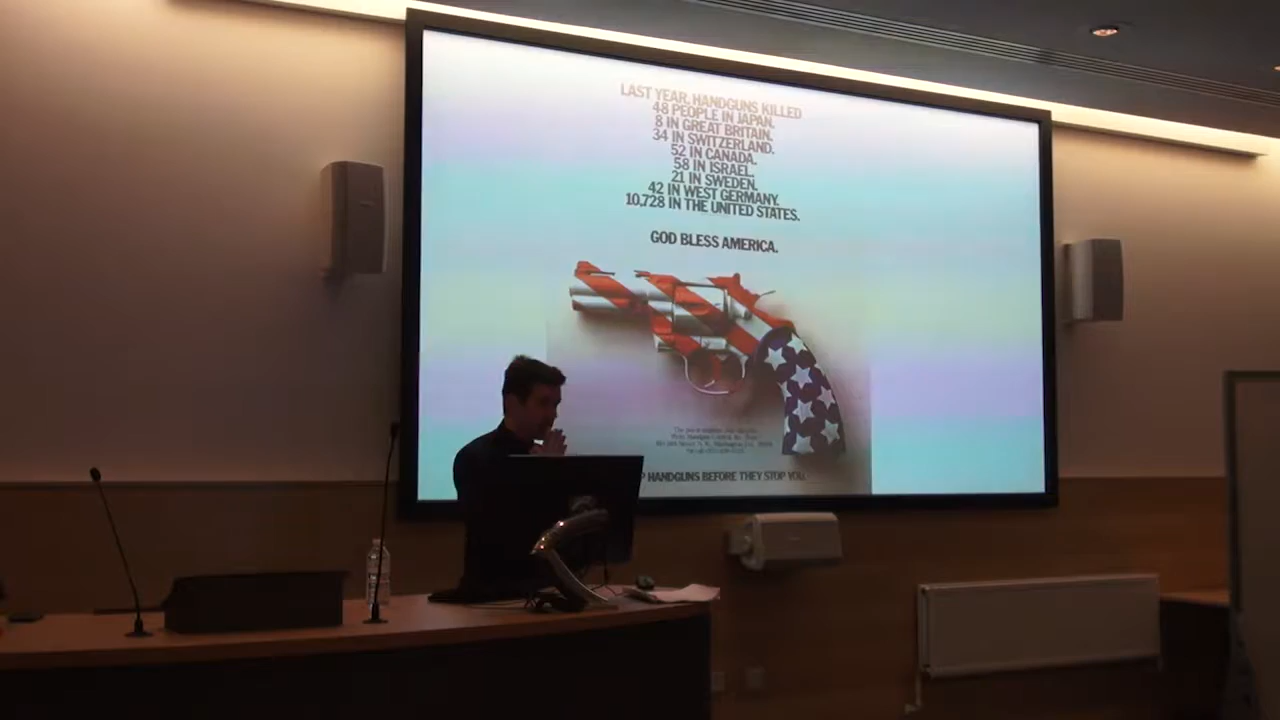 LAST YEAR, HANDGUNS KILLED
48 PEOPLE IN JAPAN.
8 IN GREAT BRITAIN.
34 IN SWITZERLAND.
52 IN CANADA.
58 IN ISRAEL.
21 IN SWEDEN.
42 IN WEST GERMANY.
10,728 IN THE UNITED STATES.
GOD BLESS AMERICA.
HANDGUNS BEFORE THEY STOP YOU.